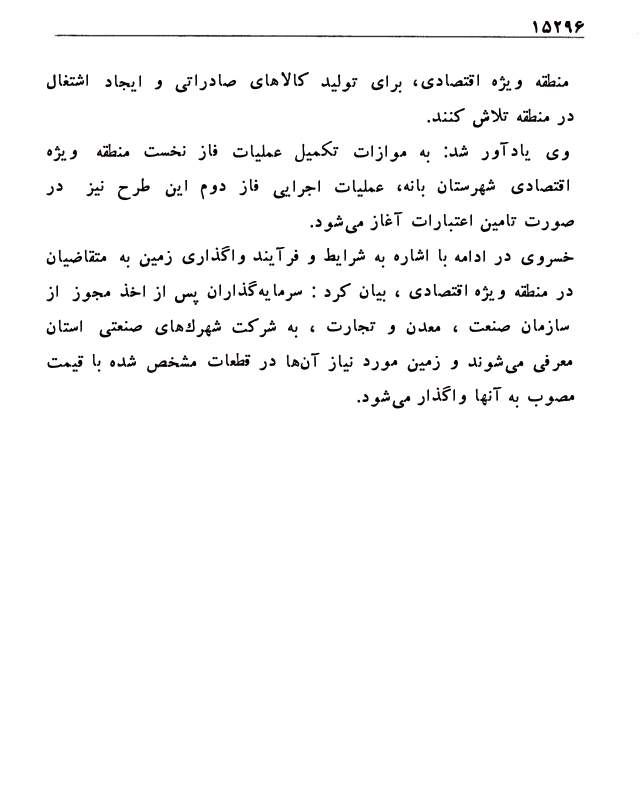 ۱۵۲۹۶
منطقه ویژه اقتصادی، برای تولید کالاهای صادراتی و ایجاد اشتغال
در منطقه تلاش کنند.
وی یادآور شد: به موازات تکمیل عملیات فاز نخست منطقه ویژه
اقتصادی شهرستان بانه، عملیات اجرایی فاز دوم این طرح نیز در
صورت تامین اعتبارات آغاز می‌شود.
خسروی در ادامه با اشاره به شرایط و فرآیند واگذاری زمین به متقاضیان
در منطقه ویژه اقتصادی ، بیان کرد : سرمایه‌گذاران پس از اخذ مجوز از
سازمان صنعت ، معدن و تجارت ، به شرکت شهرك‌های صنعتی استان
معرفی می‌شوند و زمین مورد نیاز آن‌ها در قطعات مشخص شده با قیمت
مصوب به آنها واگذار می‌شود.